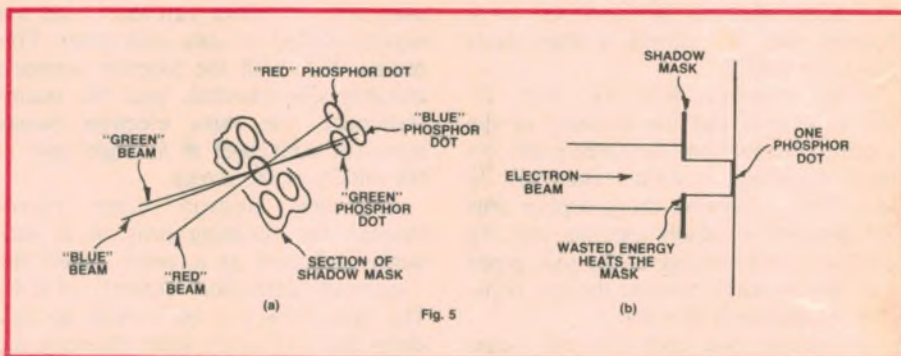 "RED" PHOSPHOR DOT
"BLUE"
PHOSPHOR
DOT
"GREEN"
BEAM
"GREEN"
PHOSPHOR DOT
"BLUE"
BEAM
"RED"
BEAM
SECTION OF
SHADOW MASK
(a)
Fig. 5
SHADOW
MASK
ONE
PHOSPHOR
DOT
ELECTRON
BEAM
WASTED ENERGY
HEATS THE
MASK
(b)